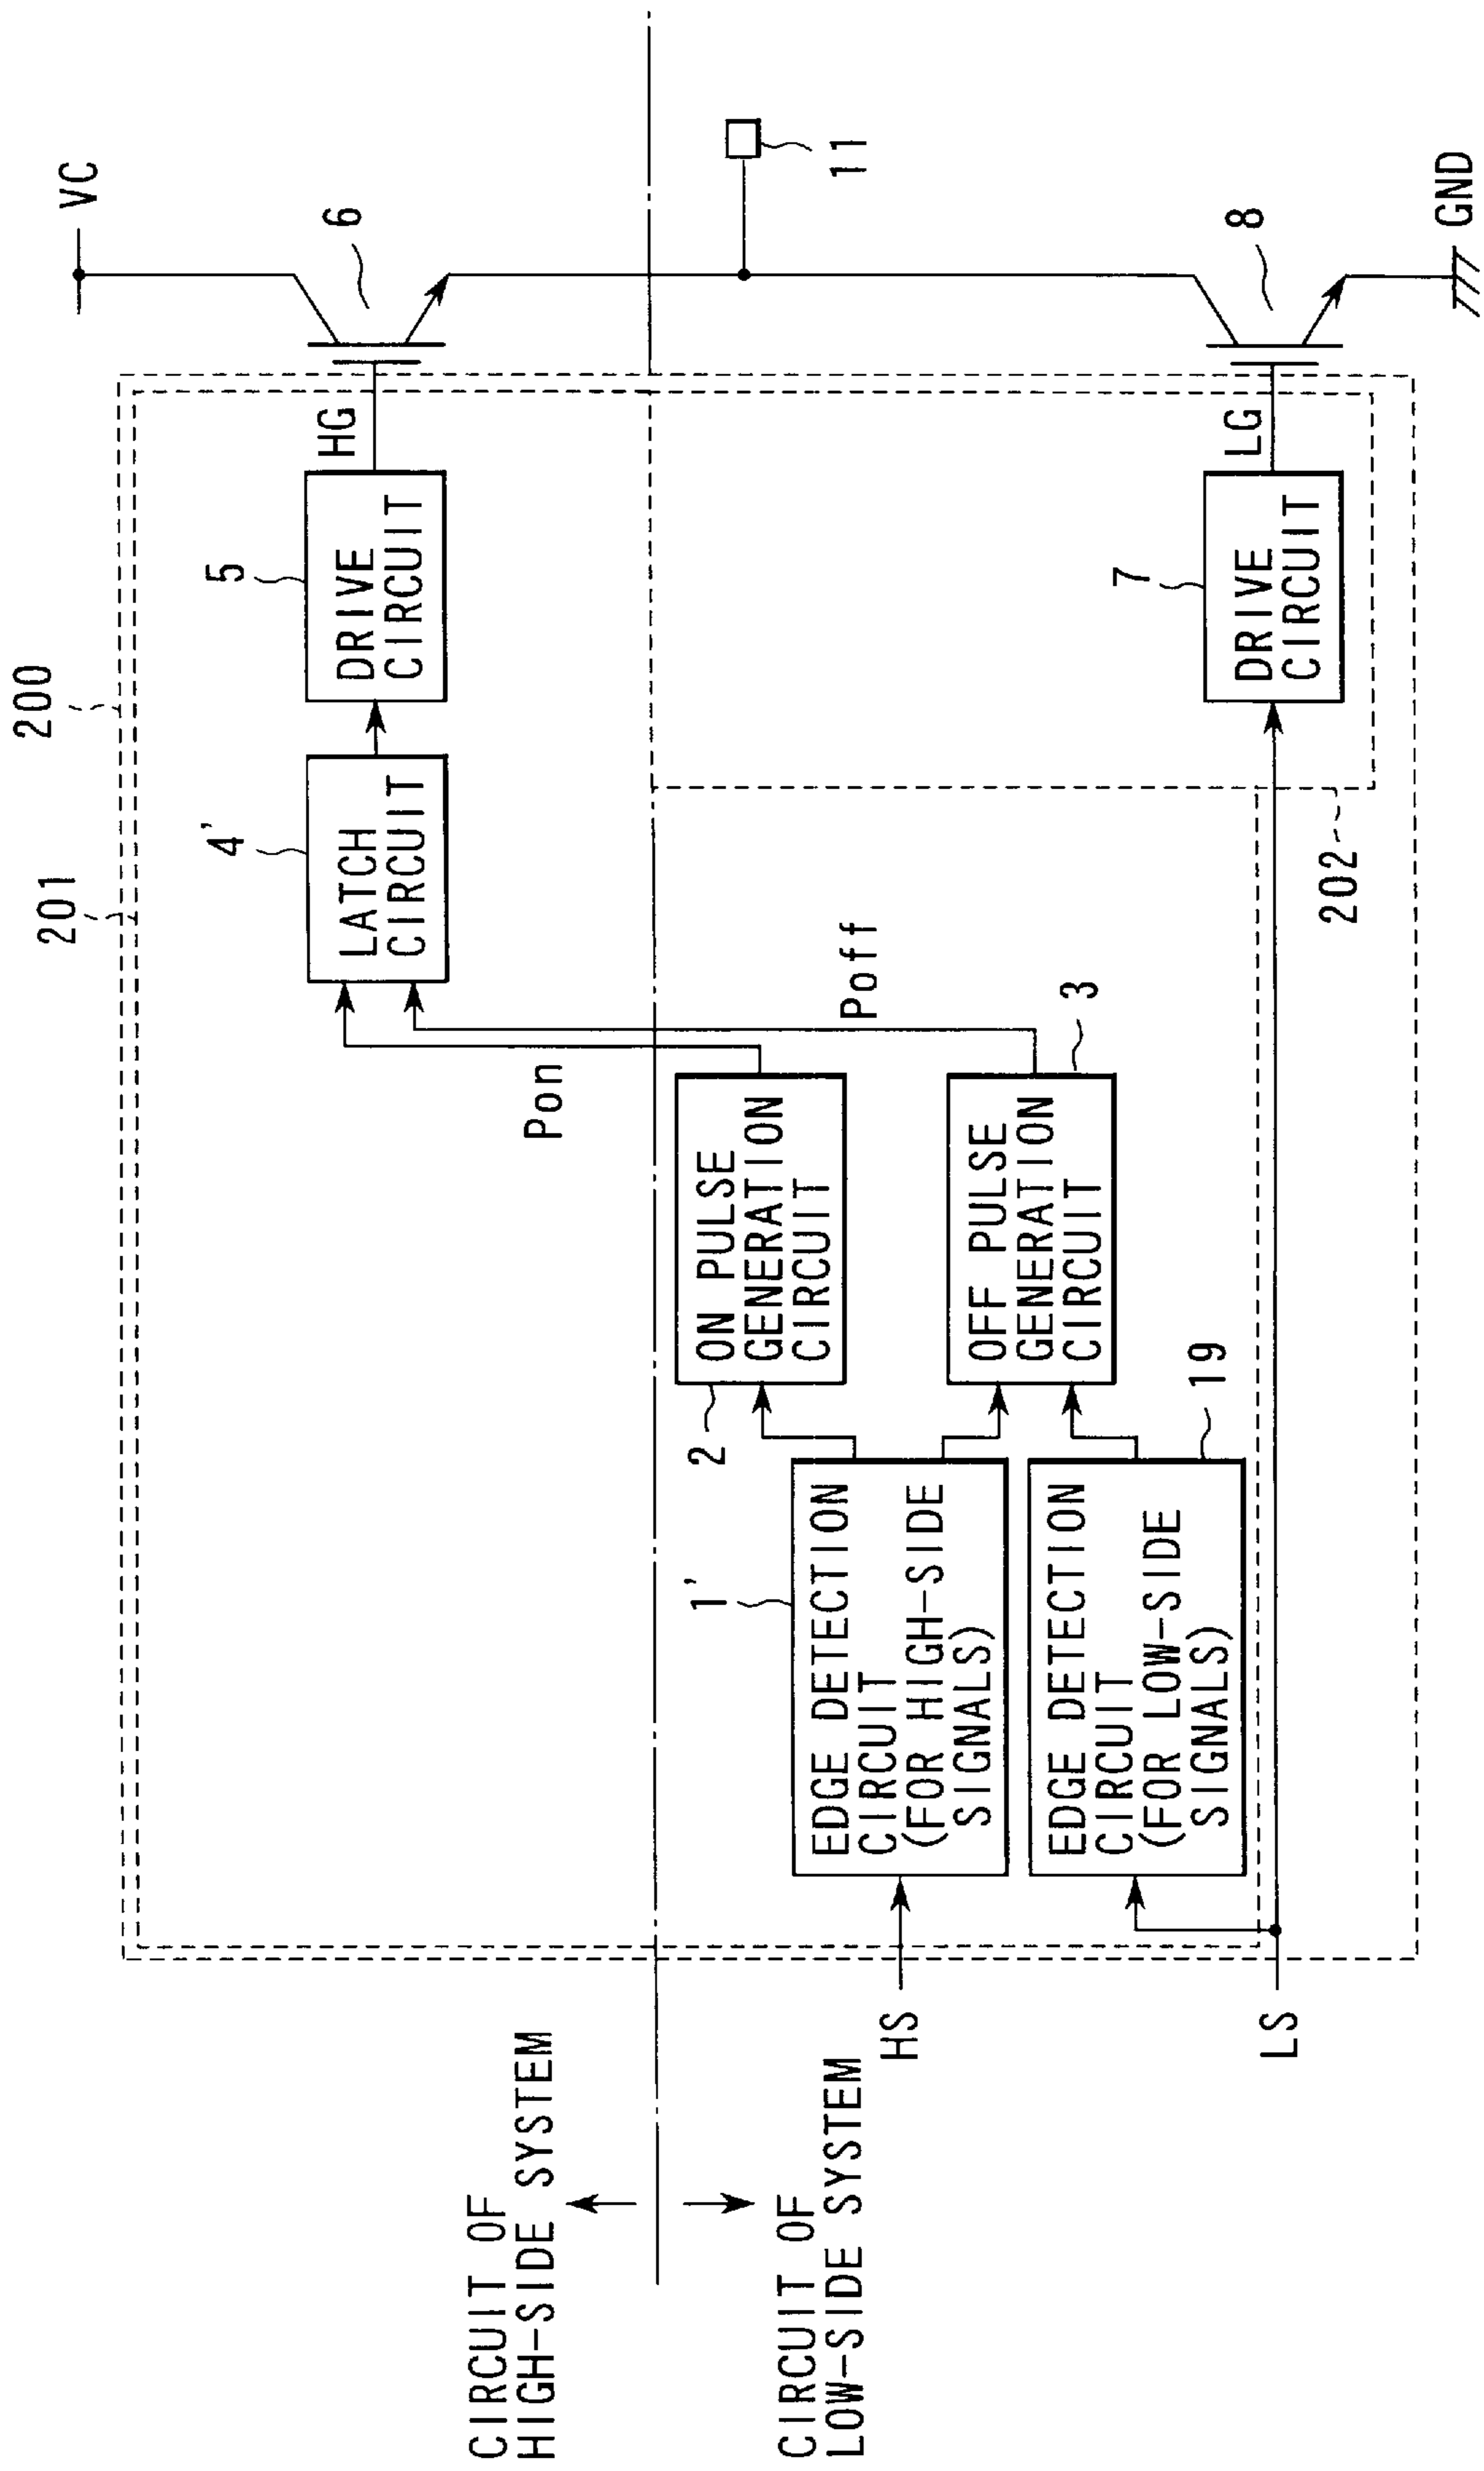 200
201
VC
6
4'
5
LATCH
CIRCUIT
DRIVE
CIRCUIT
HG
CIRCUIT OF
HIGH-SIDE SYSTEM
Pon
11
CIRCUIT OF
LOW-SIDE SYSTEM
2
ON PULSE
GENERATION
CIRCUIT
Poff
1'
EDGE DETECTION
CIRCUIT
(FOR HIGH-SIDE
SIGNALS)
HS
3
OFF PULSE
GENERATION
CIRCUIT
EDGE DETECTION
CIRCUIT
(FOR LOW-SIDE
SIGNALS)
19
7
DRIVE
CIRCUIT
LG
8
LS
202
GND